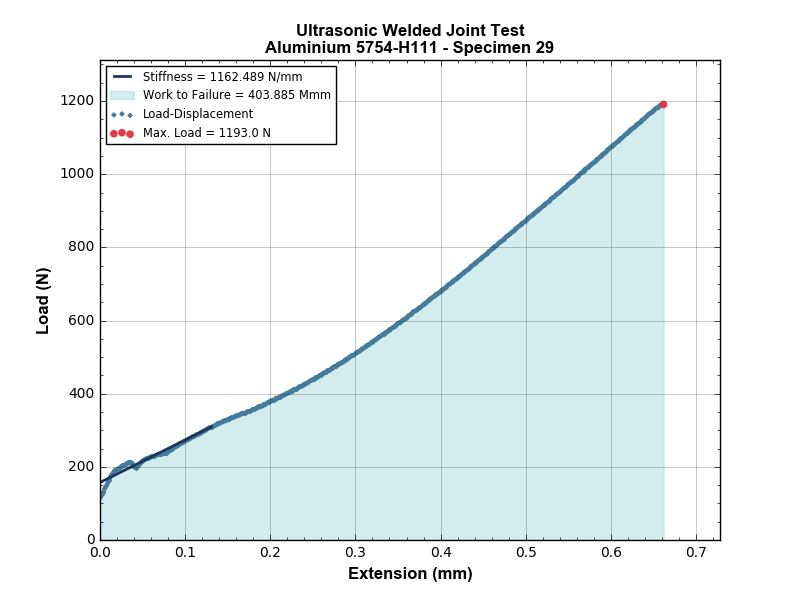 Ultrasonic Welded Joint Test
Aluminium 5754-H111 - Specimen 29
Stiffness = 1162.489 N/mm
Work to Failure = 403.885 Mmm
Load-Displacement
Max. Load = 1193.0 N
1200
1000
800
600
400
200
0
Load (N)
0.0 0.1 0.2 0.3 0.4 0.5 0.6 0.7
Extension (mm)